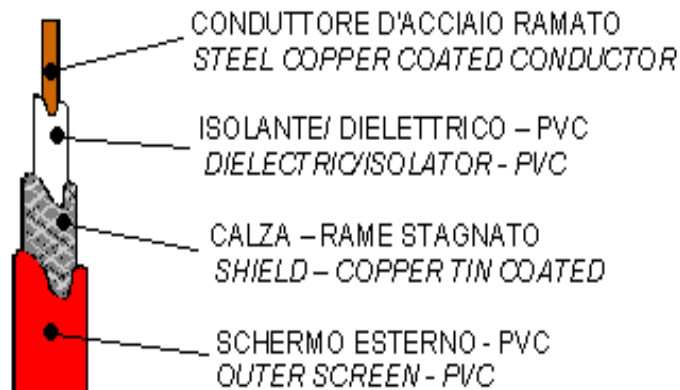 CONDUTTORE D'ACCIAIO RAMATO
STEEL COPPER COATED CONDUCTOR
ISOLANTE/ DIELETTRICO – PVC
DIELECTRIC/ISOLATOR - PVC
CALZA – RAME STAGNATO
SHIELD – COPPER TIN COATED
SCHERMO ESTERNO - PVC
OUTER SCREEN - PVC